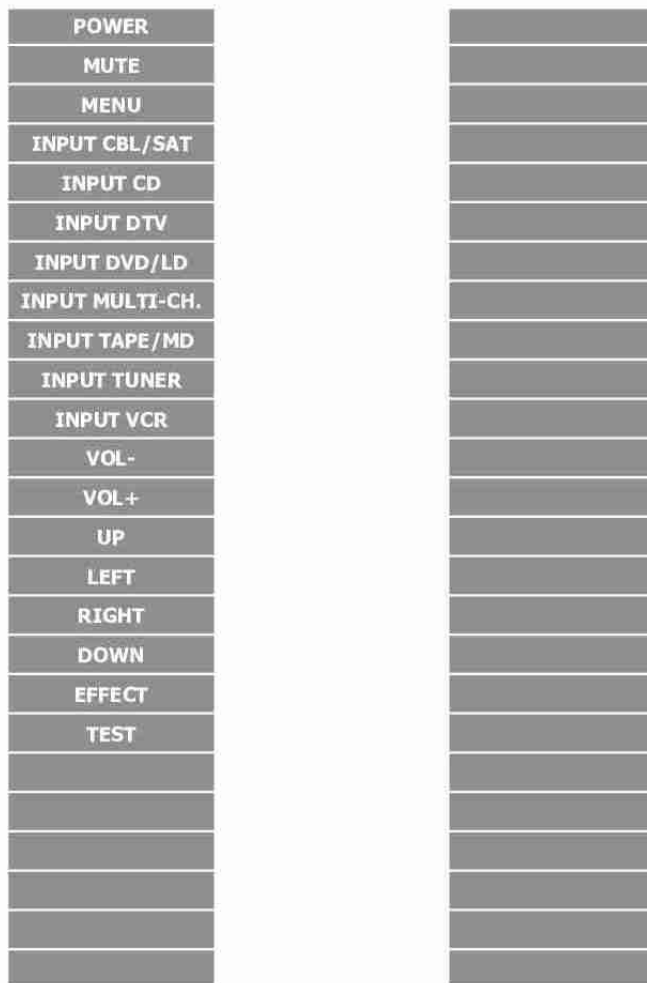 POWER
MUTE
MENU
INPUT CBL/SAT
INPUT CD
INPUT DTV
INPUT DVD/LD
INPUT MULTI-CH.
INPUT TAPE/MD
INPUT TUNER
INPUT VCR
VOL-
VOL+
UP
LEFT
RIGHT
DOWN
EFFECT
TEST